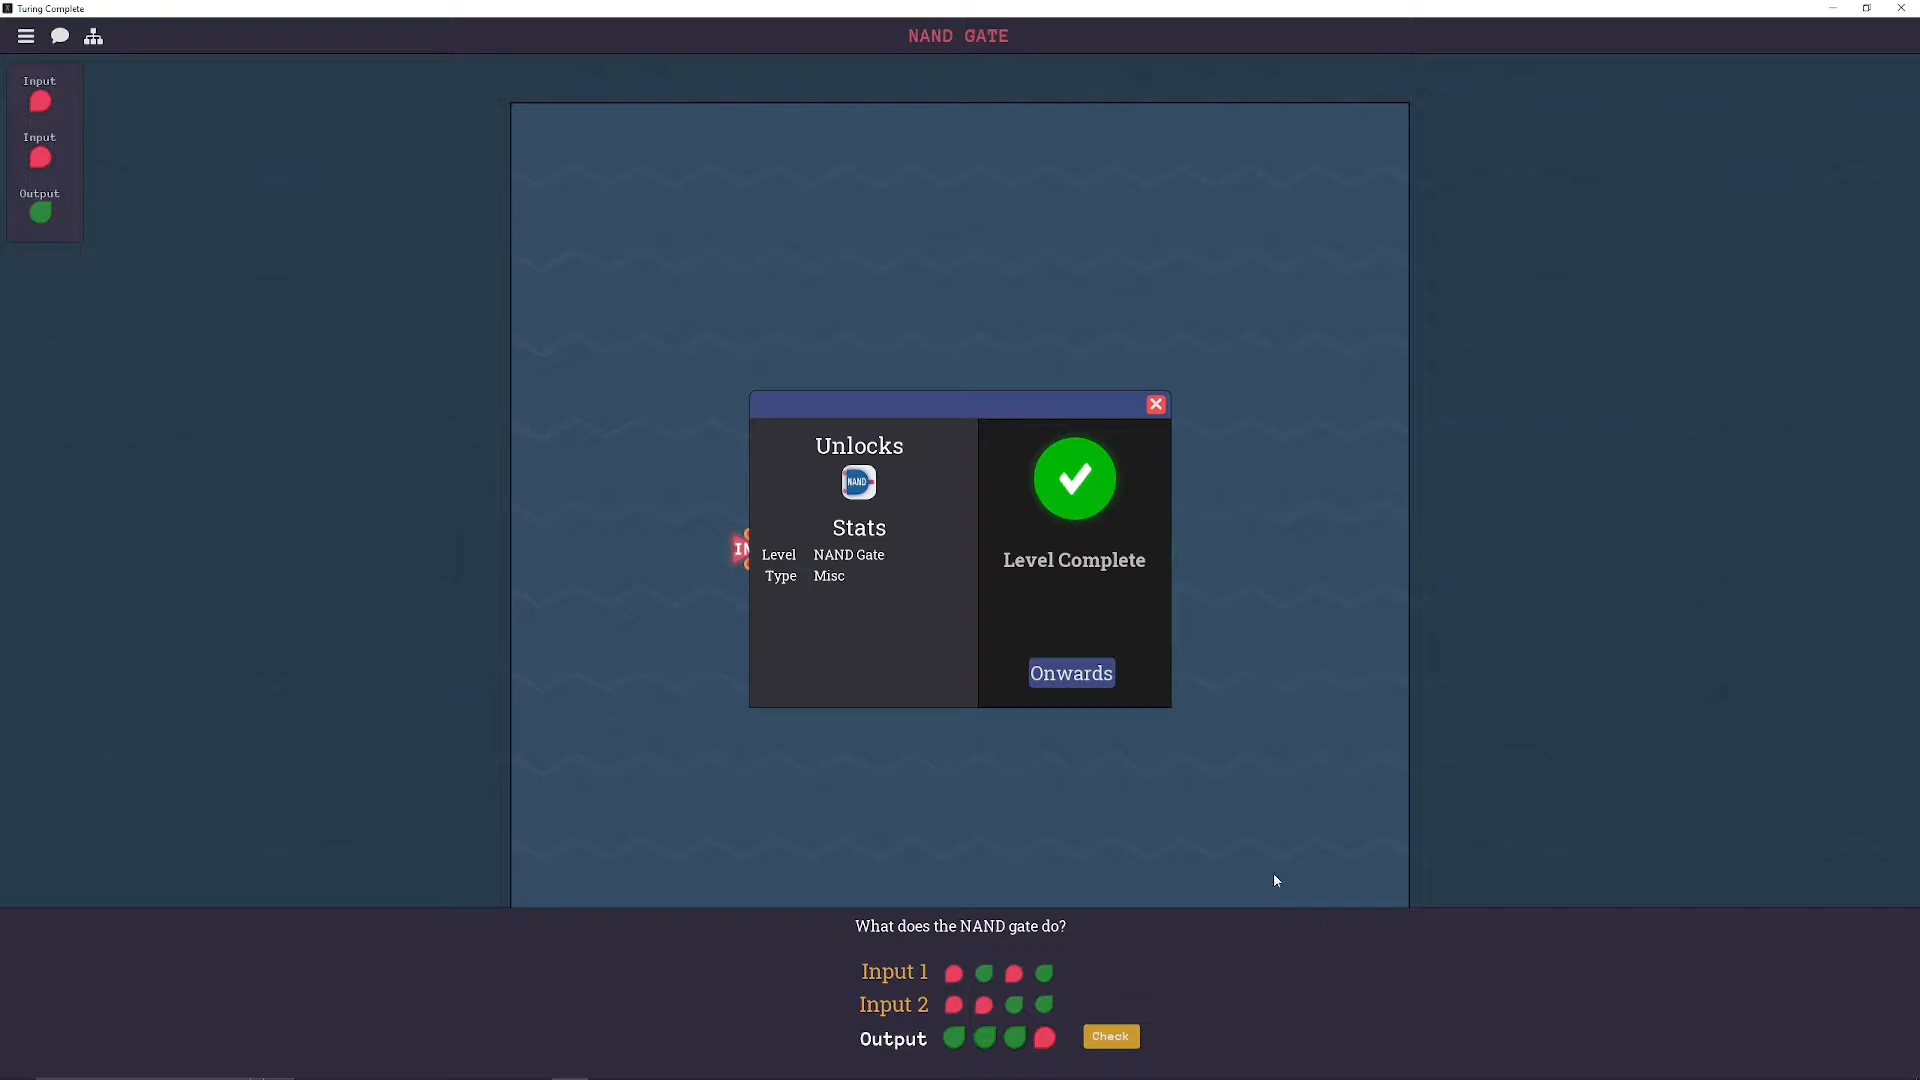 Turing Complete
NAND GATE
Input
Input
Output
Unlocks
NAND
Stats
Level NAND Gate
Type Misc
Level Complete
Onwards
What does the NAND gate do?
Input 1
Input 2
Output
Check